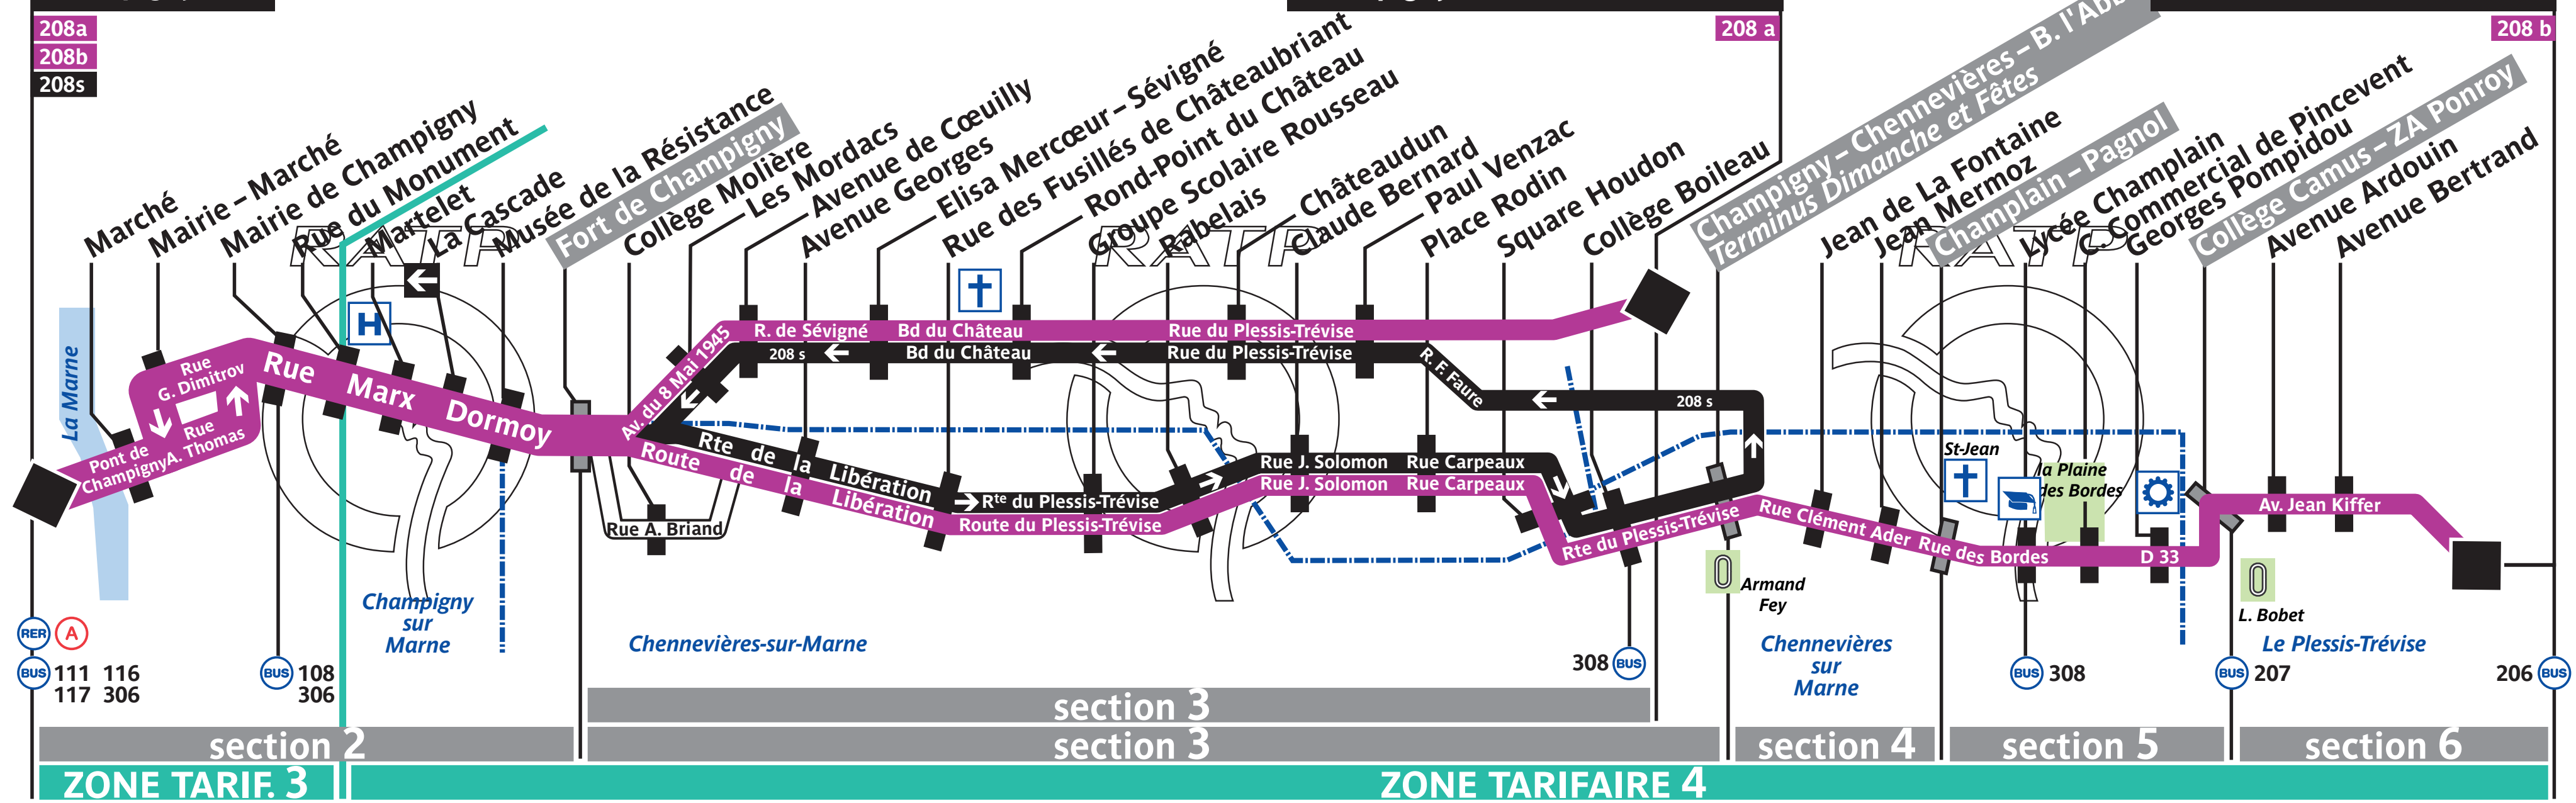 208a
208b
208s
208 a
208 b
Marché
Mairie – Marché
Mairie de Champigny
Rue du Monument
Martelet
La Cascade
Musée de la Résistance
Fort de Champigny
Collège Molière
Les Mordacs
Avenue de Cœuilly
Avenue Georges
Elisa Mercœur – Sévigné
Rue des Fusillés de Châteaubriant
Rond-Point du Château
Groupe Scolaire Rousseau
Rabelais
Châteaudun
Claude Bernard
Paul Venzac
Place Rodin
Square Houdon
Collège Boileau
Champigny – Chennevières – B. l'Abb
Terminus Dimanche et Fêtes
Jean de La Fontaine
Jean Mermoz
Champlain – Pagnol
Lycée Champlain
C. Commercial de Pincevent
Georges Pompidou
Collège Camus – ZA Ponroy
Avenue Ardouin
Avenue Bertrand
RATP
RATP
RATP
H
La Marne
Pont de
Champigny
Rue
G. Dimitrov
Rue
A. Thomas
Rue Marx Dormoy
Av. du 8 Mai 1945
R. de Sévigné
Bd du Château
Rue du Plessis-Trévise
208 s
Bd du Château
Rue du Plessis-Trévise
R. F. Faure
208 s
Rte de la Libération
Route de la Libération
Rte du Plessis-Trévise
Route du Plessis-Trévise
Rue J. Solomon
Rue Carpeaux
Rue J. Solomon
Rue Carpeaux
Rue A. Briand
Rte du Plessis-Trévise
Rue Clément Ader
Rue des Bordes
D 33
Av. Jean Kiffer
St-Jean
la Plaine
des Bordes
Armand
Fey
L. Bobet
Champigny
sur
Marne
Chennevières-sur-Marne
Chennevières
sur
Marne
Le Plessis-Trévise
RER A
BUS 111 116
117 306
BUS 108
306
308 BUS
BUS 308
BUS 207
206 BUS
section 3
section 2
section 3
section 4
section 5
section 6
ZONE TARIF. 3
ZONE TARIFAIRE 4